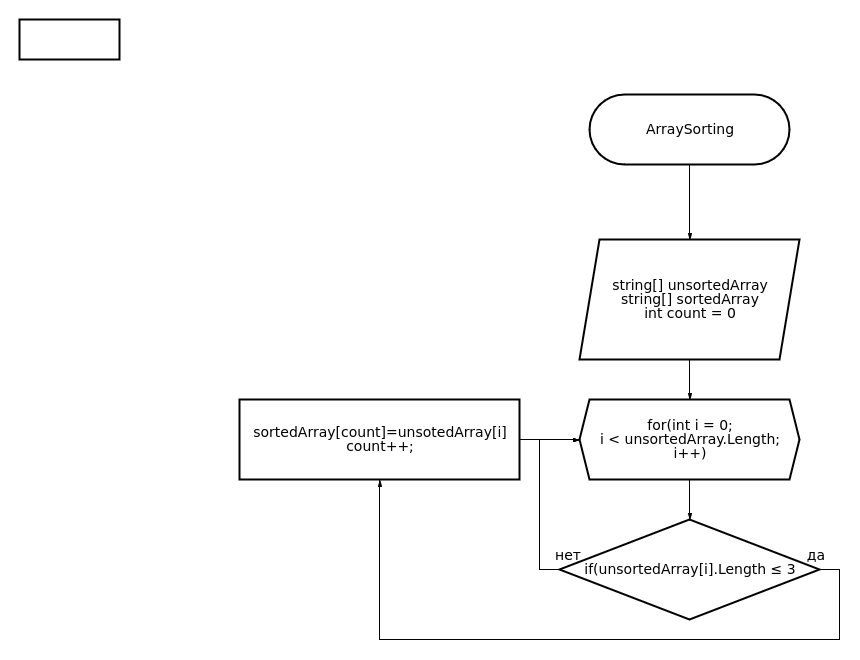 ArraySorting
string[] unsortedArray
string[] sortedArray
int count = 0
sortedArray[count]=unsotedArray[i]
count++;
for(int i = 0;
i < unsortedArray.Length;
i++)
нет
да
if(unsortedArray[i].Length ≤ 3